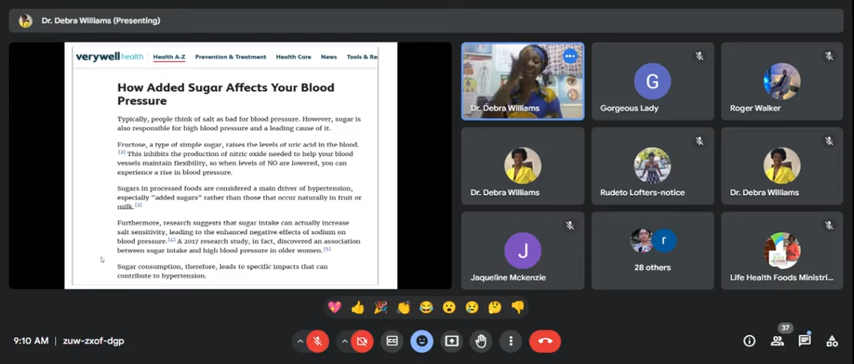 Dr. Debra Williams (Presenting)
verywell health
Health A-Z
Prevention & Treatment
Health Care
News
Tools & Re
How Added Sugar Affects Your Blood
Pressure
Typically, people think of salt as bad for blood pressure. However, sugar is
also responsible for high blood pressure and a leading cause of it.
Fructose, a type of simple sugar, raises the levels of uric acid in the blood.
[2] This inhibits the production of nitric oxide needed to help your blood
vessels maintain flexibility, so when levels of NO are lowered, you can
experience a rise in blood pressure.
Sugars in processed foods are considered a main driver of hypertension,
especially "added sugars" rather than those that occur naturally in fruit or
milk.[3]
Furthermore, research suggests that sugar intake can actually increase
salt sensitivity, leading to the enhanced negative effects of sodium on
blood pressure.[4] A 2017 research study, in fact, discovered an association
between sugar intake and high blood pressure in older women.[5]
Sugar consumption, therefore, leads to specific impacts that can
contribute to hypertension.
Dr. Debra Williams
G
Gorgeous Lady
Roger Walker
Dr. Debra Williams
Rudeto Lofters-notice
Dr. Debra Williams
J
Jaqueline Mckenzie
r
28 others
Life Health Foods Ministri...
9:10 AM | zuw-zxof-dgp
CC
37